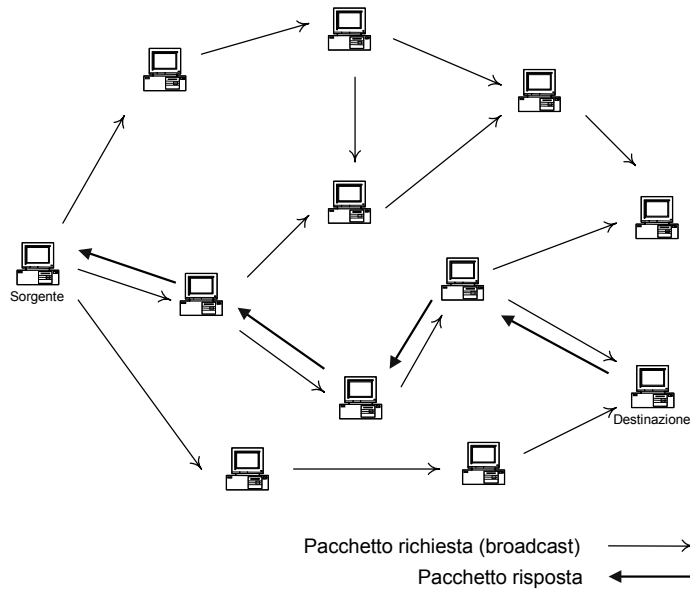 Sorgente
Destinazione
Pacchetto richiesta (broadcast)
Pacchetto risposta